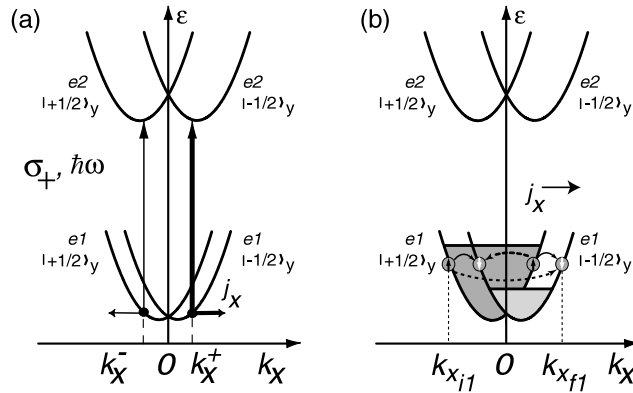 (a)
ε
e2
|+1/2⟩y
e2
|-1/2⟩y
σ+, ℏω
e1
|+1/2⟩y
e1
|-1/2⟩y
jx
kx-
0
kx+
kx
(b)
ε
e2
|+1/2⟩y
e2
|-1/2⟩y
jx
e1
|+1/2⟩y
e1
|-1/2⟩y
kxi1
0
kxf1
kx